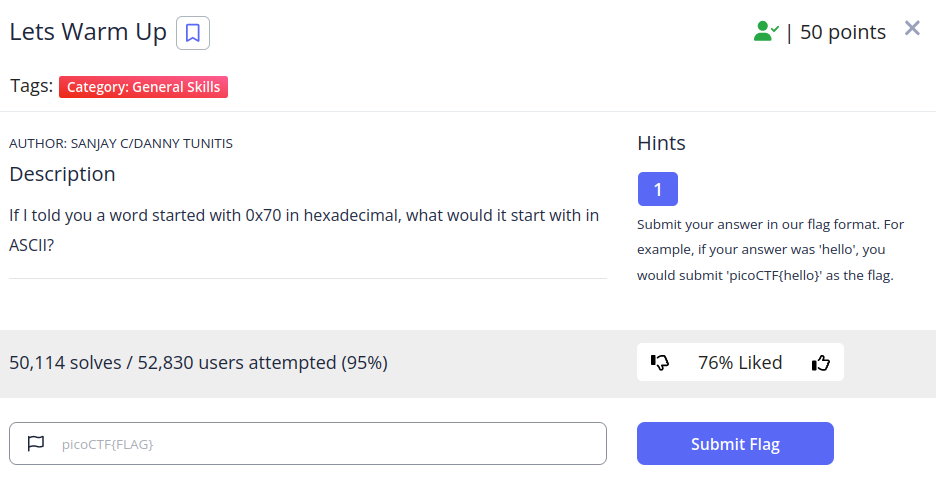 Lets Warm Up
| 50 points
Tags: Category: General Skills
AUTHOR: SANJAY C/DANNY TUNITIS
Description
If I told you a word started with 0x70 in hexadecimal, what would it start with in
ASCII?
Hints
1
Submit your answer in our flag format. For
example, if your answer was 'hello', you
would submit 'picoCTF{hello}' as the flag.
50,114 solves / 52,830 users attempted (95%)
76% Liked
picoCTF{FLAG}
Submit Flag